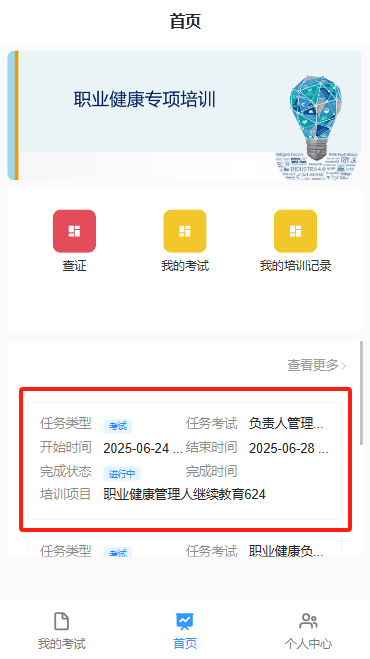 首页
职业健康专项培训
INDUSTRY 4.0
查证
我的考试
我的培训记录
查看更多
任务类型 考试 任务考试 负责人管理...
开始时间 2025-06-24 ... 结束时间 2025-06-28 ...
完成状态 进行中 完成时间
培训项目 职业健康管理人继续教育624
任务类型 考试 任务考试 职业健康负...
我的考试
首页
个人中心